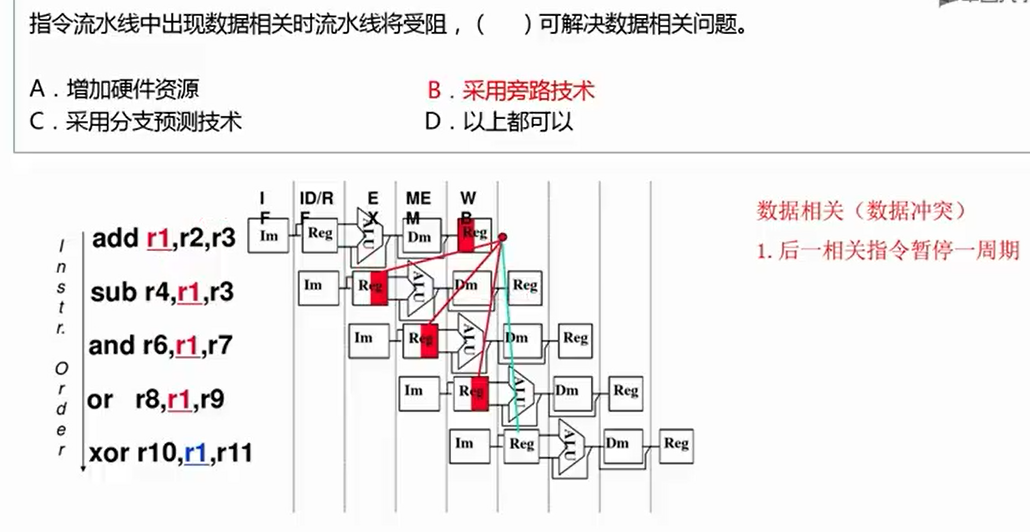 指令流水线中出现数据相关时流水线将受阻，（　）可解决数据相关问题。
A．增加硬件资源　B．采用旁路技术
C．采用分支预测技术　D．以上都可以
IF ID/RF EX MEM WB
add r1,r2,r3 Im Reg ALU Dm Reg
sub r4,r1,r3 Im Reg ALU Dm Reg
and r6,r1,r7 Im Reg ALU Dm Reg
or r8,r1,r9 Im Reg ALU Dm Reg
xor r10,r1,r11 Im Reg ALU Dm Reg
Instr. Order
数据相关（数据冲突）
1. 后一相关指令暂停一周期